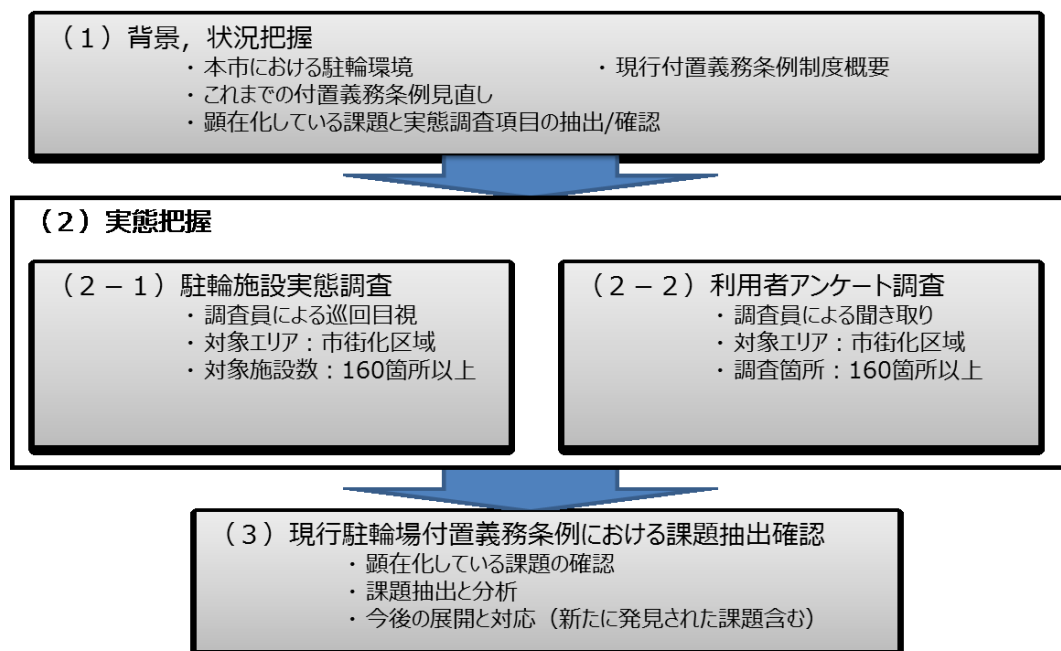 （１）背景，状況把握
・本市における駐輪環境　・現行付置義務条例制度概要
・これまでの付置義務条例見直し
・顕在化している課題と実態調査項目の抽出/確認
（２）実態把握
（２－１）駐輪施設実態調査
・調査員による巡回目視
・対象エリア：市街化区域
・対象施設数：160箇所以上
（２－２）利用者アンケート調査
・調査員による聞き取り
・対象エリア：市街化区域
・調査箇所：160箇所以上
（３）現行駐輪場付置義務条例における課題抽出確認
・顕在化している課題の確認
・課題抽出と分析
・今後の展開と対応（新たに発見された課題含む）